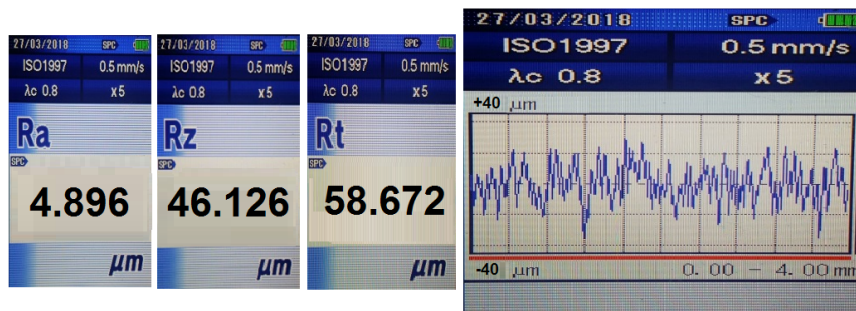 27/03/2018 SPC
ISO1997 0.5 mm/s
λc 0.8 x5
Ra
SPC
4.896
μm
27/03/2018 SPC
ISO1997 0.5 mm/s
λc 0.8 x5
Rz
SPC
46.126
μm
27/03/2018 SPC
ISO1997 0.5 mm/s
λc 0.8 x5
Rt
SPC
58.672
μm
27/03/2018 SPC
ISO1997 0.5 mm/s
λc 0.8 x5
+40 μm
-40 μm 0.00 - 4.00 mm